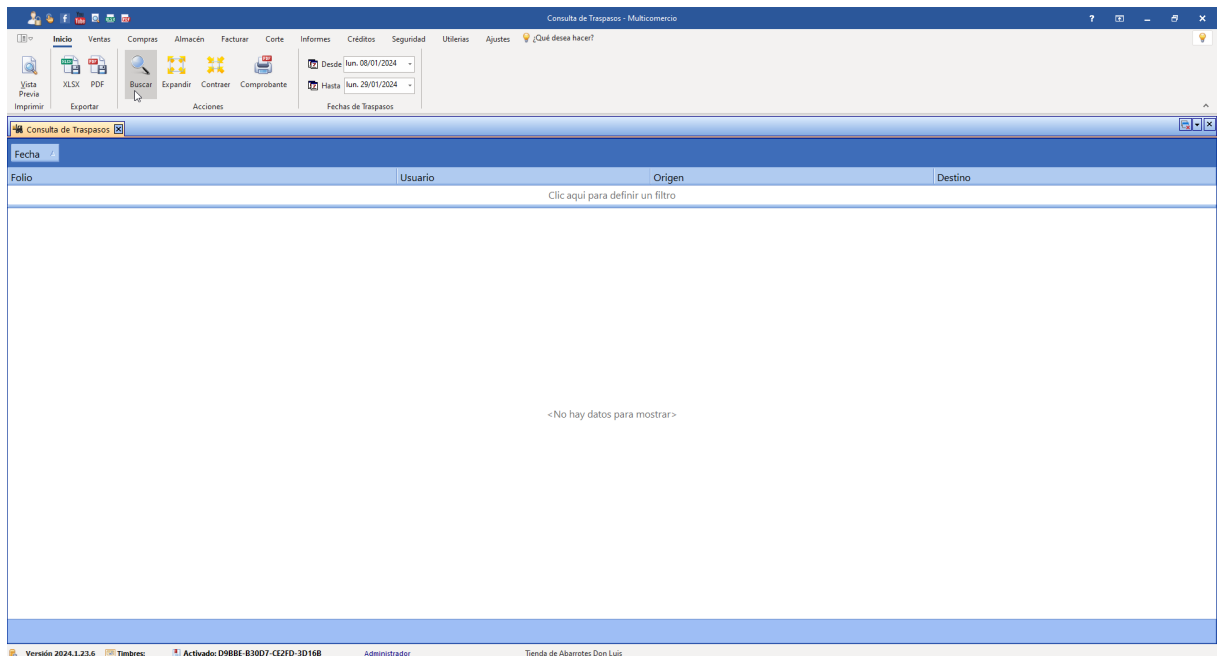 Consulta de Traspasos - Multicomercio
Inicio Ventas Compras Almacén Facturar Corte Informes Créditos Seguridad Utilerias Ajustes ¿Qué desea hacer?
Vista Previa
XLSX PDF
Buscar Expandir Contraer Comprobante
Desde lun. 08/01/2024
Hasta lun. 29/01/2024
Imprimir Exportar Acciones Fechas de Traspasos
Consulta de Traspasos
Fecha
Folio Usuario Origen Destino
Clic aquí para definir un filtro
<No hay datos para mostrar>
Versión 2024.1.23.6 Timbres: Activado: D9BBE-B30D7-CE2FD-3D16B Administrador Tienda de Abarrotes Don Luis